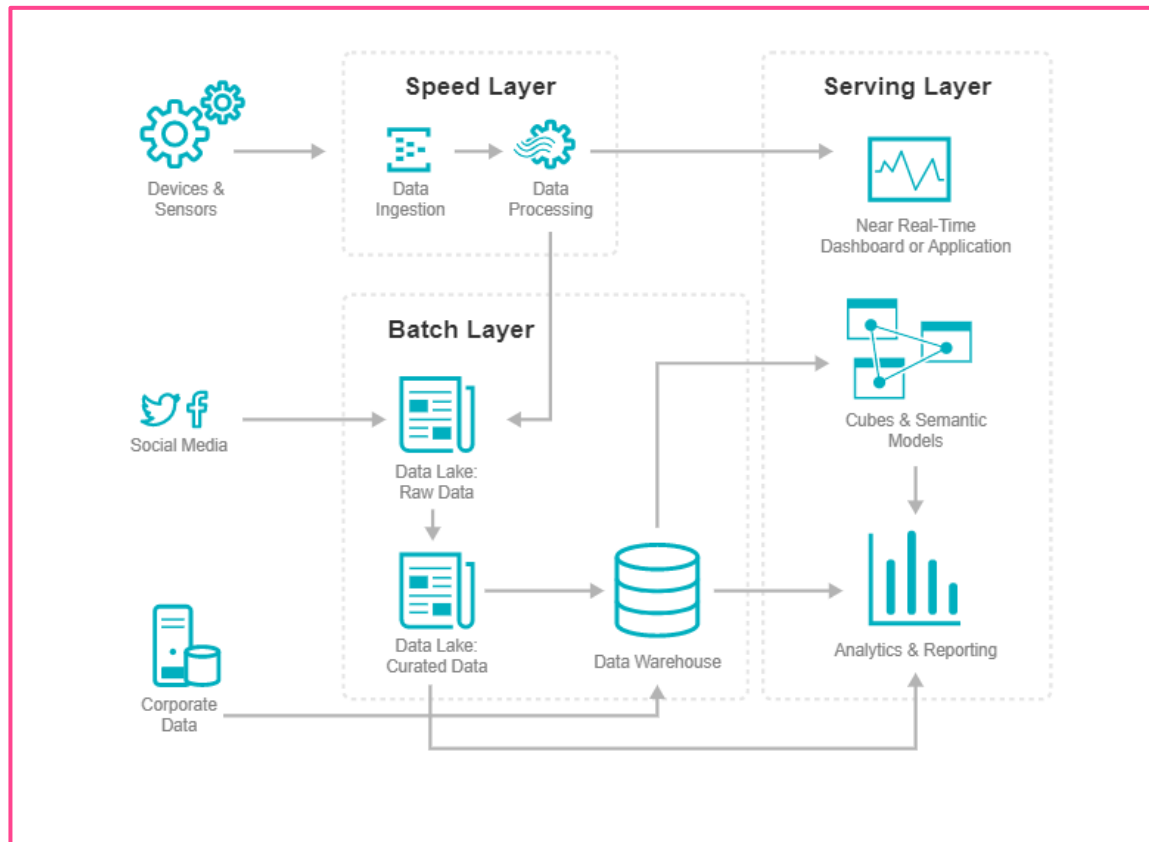 Speed Layer
Serving Layer
Devices &
Sensors
Data
Ingestion
Data
Processing
Near Real-Time
Dashboard or Application
Batch Layer
Social Media
Data Lake:
Raw Data
Cubes & Semantic
Models
Data Lake:
Curated Data
Data Warehouse
Analytics & Reporting
Corporate
Data